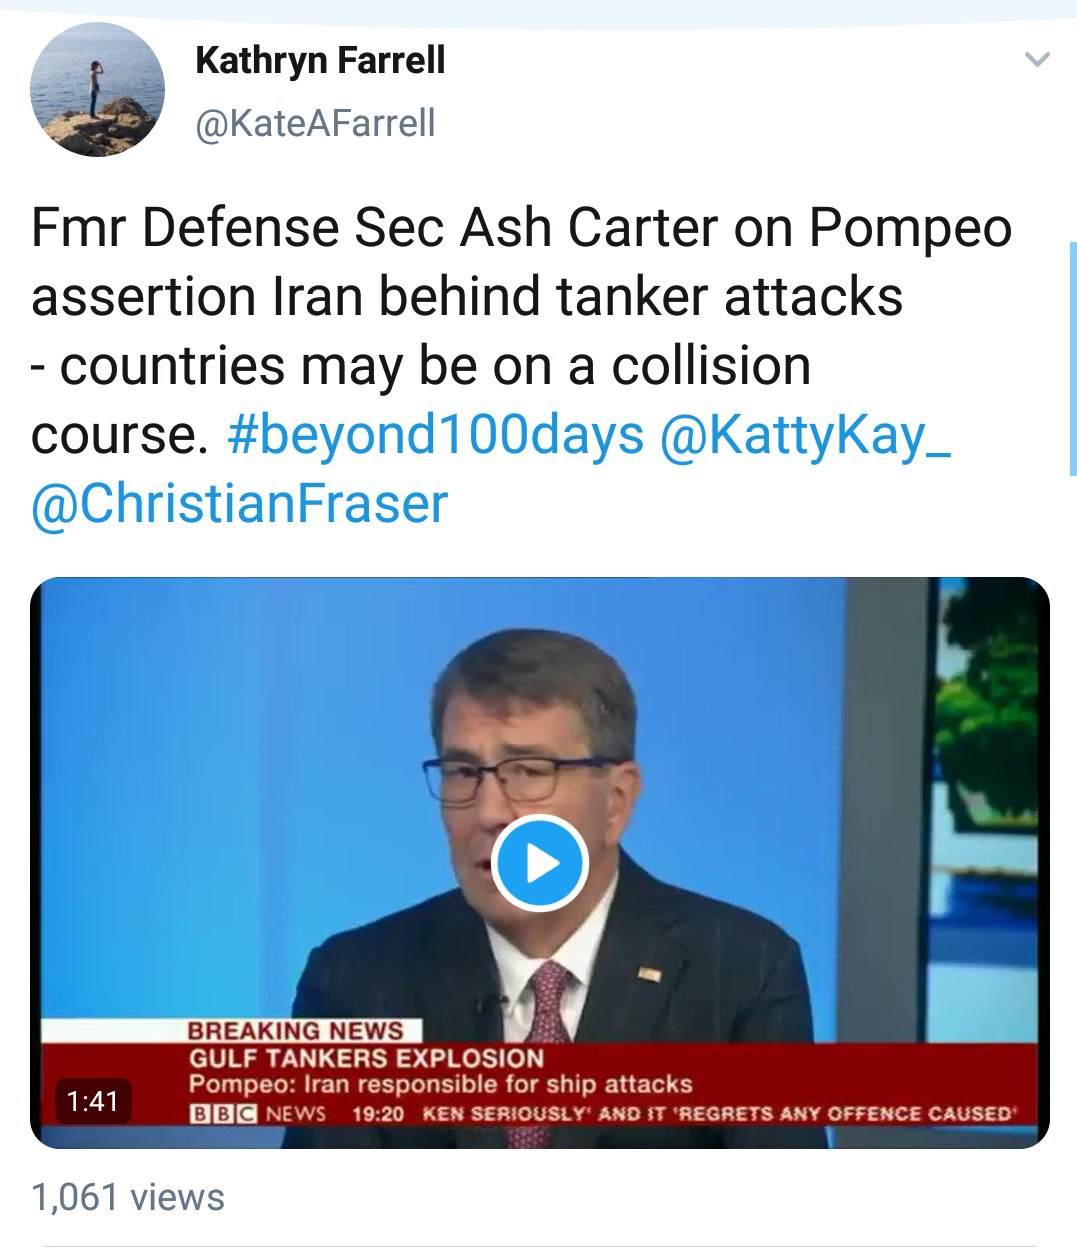 Kathryn Farrell
@KateAFarrell
Fmr Defense Sec Ash Carter on Pompeo
assertion Iran behind tanker attacks
- countries may be on a collision
course. #beyond100days @KattyKay_
@ChristianFraser
BREAKING NEWS
GULF TANKERS EXPLOSION
Pompeo: Iran responsible for ship attacks
1:41
BBC NEWS 19:20 KEN SERIOUSLY' AND IT 'REGRETS ANY OFFENCE CAUSED'
1,061 views